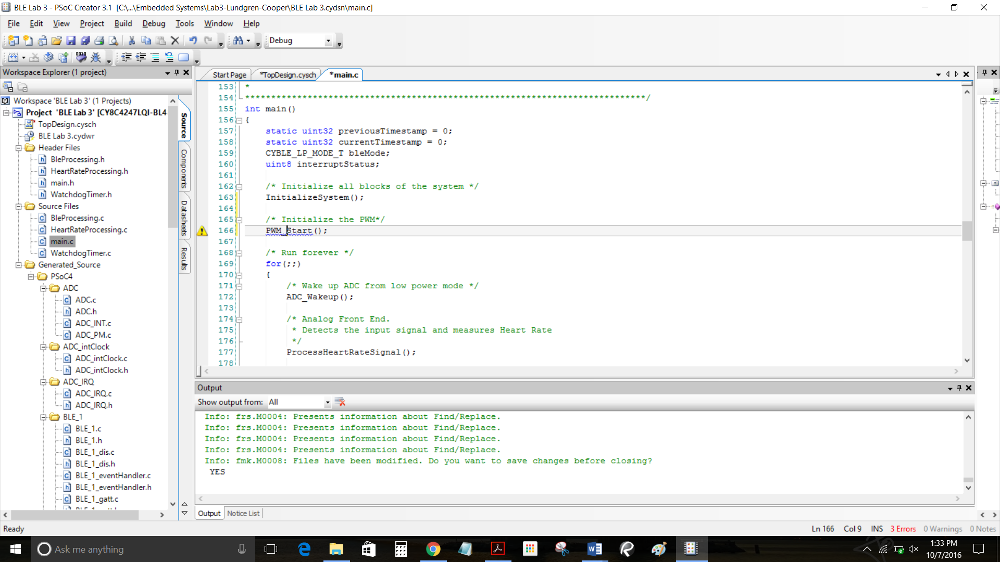 BLE Lab 3 - PSoC Creator 3.1 [C:\...\Embedded Systems\Lab3-Lundgren-Cooper\BLE Lab 3.cydsn\main.c]
File Edit View Project Build Debug Tools Window Help
Debug
Workspace Explorer (1 project)
Workspace 'BLE Lab 3' (1 Projects)
Project 'BLE Lab 3' [CY8C4247LQI-BL4
TopDesign.cysch
BLE Lab 3.cydwr
Header Files
BleProcessing.h
HeartRateProcessing.h
main.h
WatchdogTimer.h
Source Files
BleProcessing.c
HeartRateProcessing.c
main.c
WatchdogTimer.c
Generated_Source
PSoC4
ADC
ADC.c
ADC.h
ADC_INT.c
ADC_PM.c
ADC_intClock
ADC_intClock.c
ADC_intClock.h
ADC_IRQ
ADC_IRQ.c
ADC_IRQ.h
BLE_1
BLE_1.c
BLE_1.h
BLE_1_dis.c
BLE_1_dis.h
BLE_1_eventHandler.c
BLE_1_eventHandler.h
BLE_1_gatt.c
Source
Components
Datasheets
Results
Start Page *TopDesign.cysch *main.c
153 *
154 *****************************************************************************/
155 int main()
156 {
157 static uint32 previousTimestamp = 0;
158 static uint32 currentTimestamp = 0;
159 CYBLE_LP_MODE_T bleMode;
160 uint8 interruptStatus;
161
162 /* Initialize all blocks of the system */
163 InitializeSystem();
164
165 /* Initialize the PWM*/
166 PWM_Start();
167
168 /* Run forever */
169 for(;;)
170 {
171 /* Wake up ADC from low power mode */
172 ADC_Wakeup();
173
174 /* Analog Front End.
175 * Detects the input signal and measures Heart Rate
176 */
177 ProcessHeartRateSignal();
178
Output
Show output from: All
Info: frs.M0004: Presents information about Find/Replace.
Info: frs.M0004: Presents information about Find/Replace.
Info: frs.M0004: Presents information about Find/Replace.
Info: frs.M0004: Presents information about Find/Replace.
Info: fmk.M0008: Files have been modified. Do you want to save changes before closing?
YES
Output Notice List
Ready Ln 166 Col 9 INS 3 Errors 0 Warnings 0 Notes
Ask me anything
1:33 PM
10/7/2016